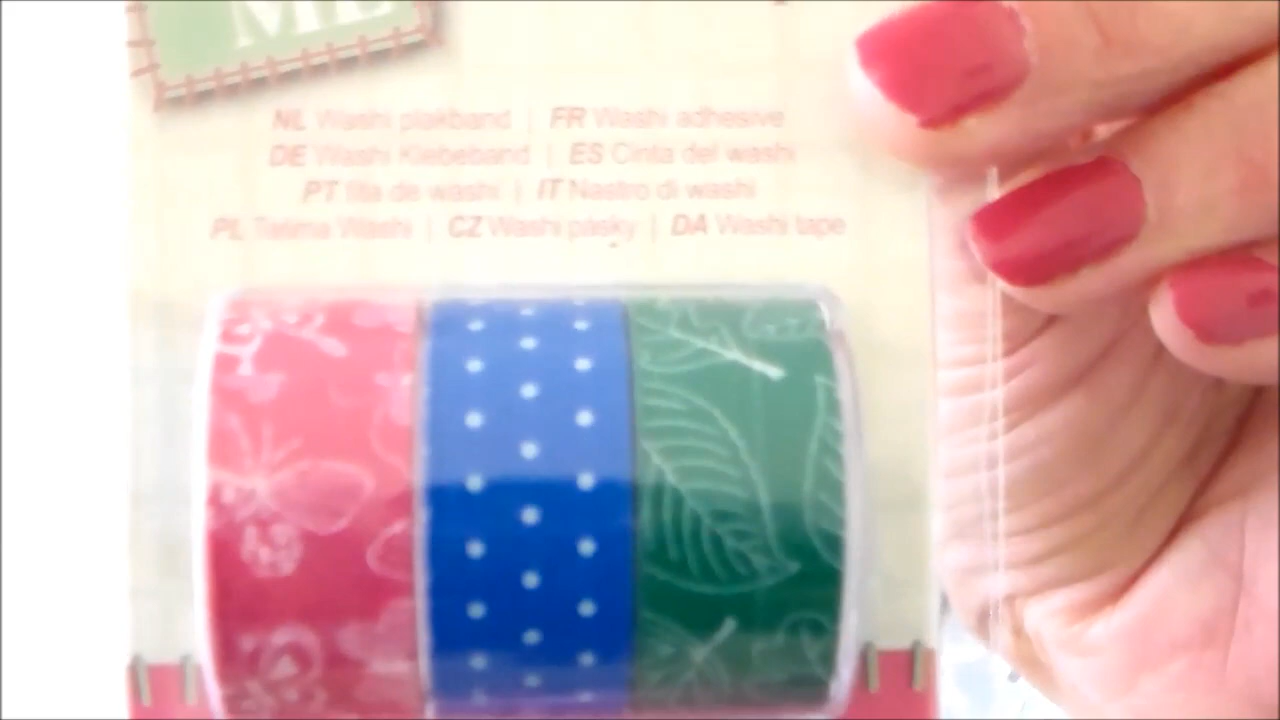 ME
NL Washi plakband | FR Washi adhesive
DE Washi Klebeband | ES Cinta del washi
PT fita de washi | IT Nastro di washi
PL Taśma Washi | CZ Washi pásky | DA Washi tape